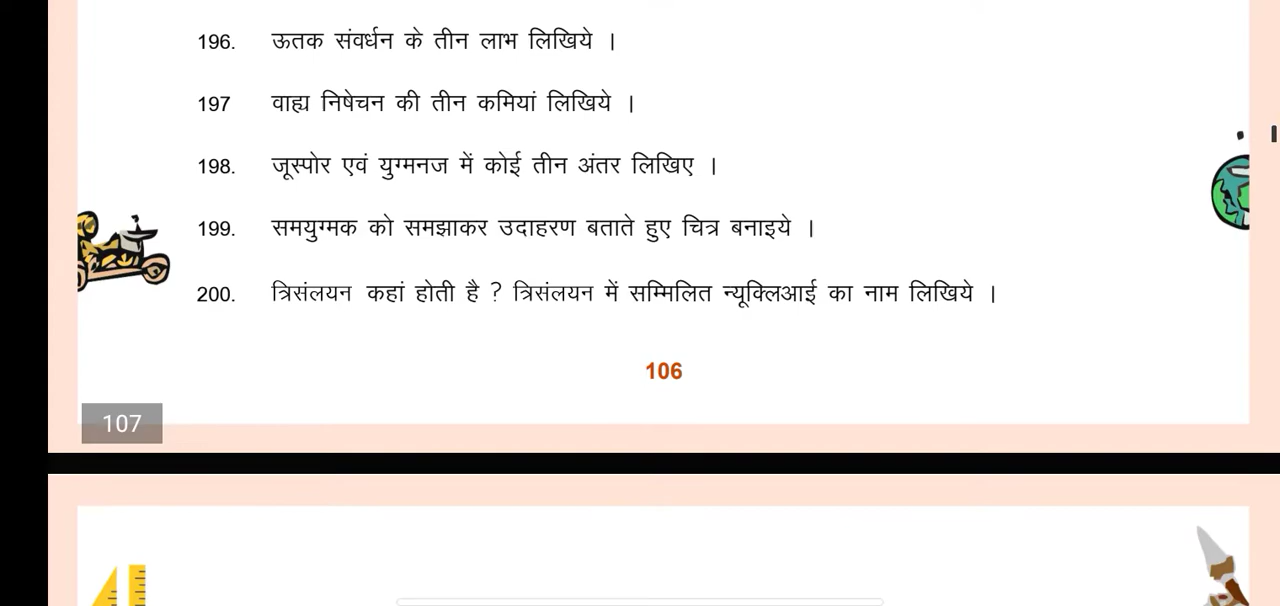 196. ऊतक संवर्धन के तीन लाभ लिखिये ।
197 वाह्य निषेचन की तीन कमियां लिखिये ।
198. जूस्पोर एवं युग्मनज में कोई तीन अंतर लिखिए ।
199. समयुग्मक को समझाकर उदाहरण बताते हुए चित्र बनाइये ।
200. त्रिसंलयन कहां होती है ? त्रिसंलयन में सम्मिलित न्यूक्लिआई का नाम लिखिये ।
106
107